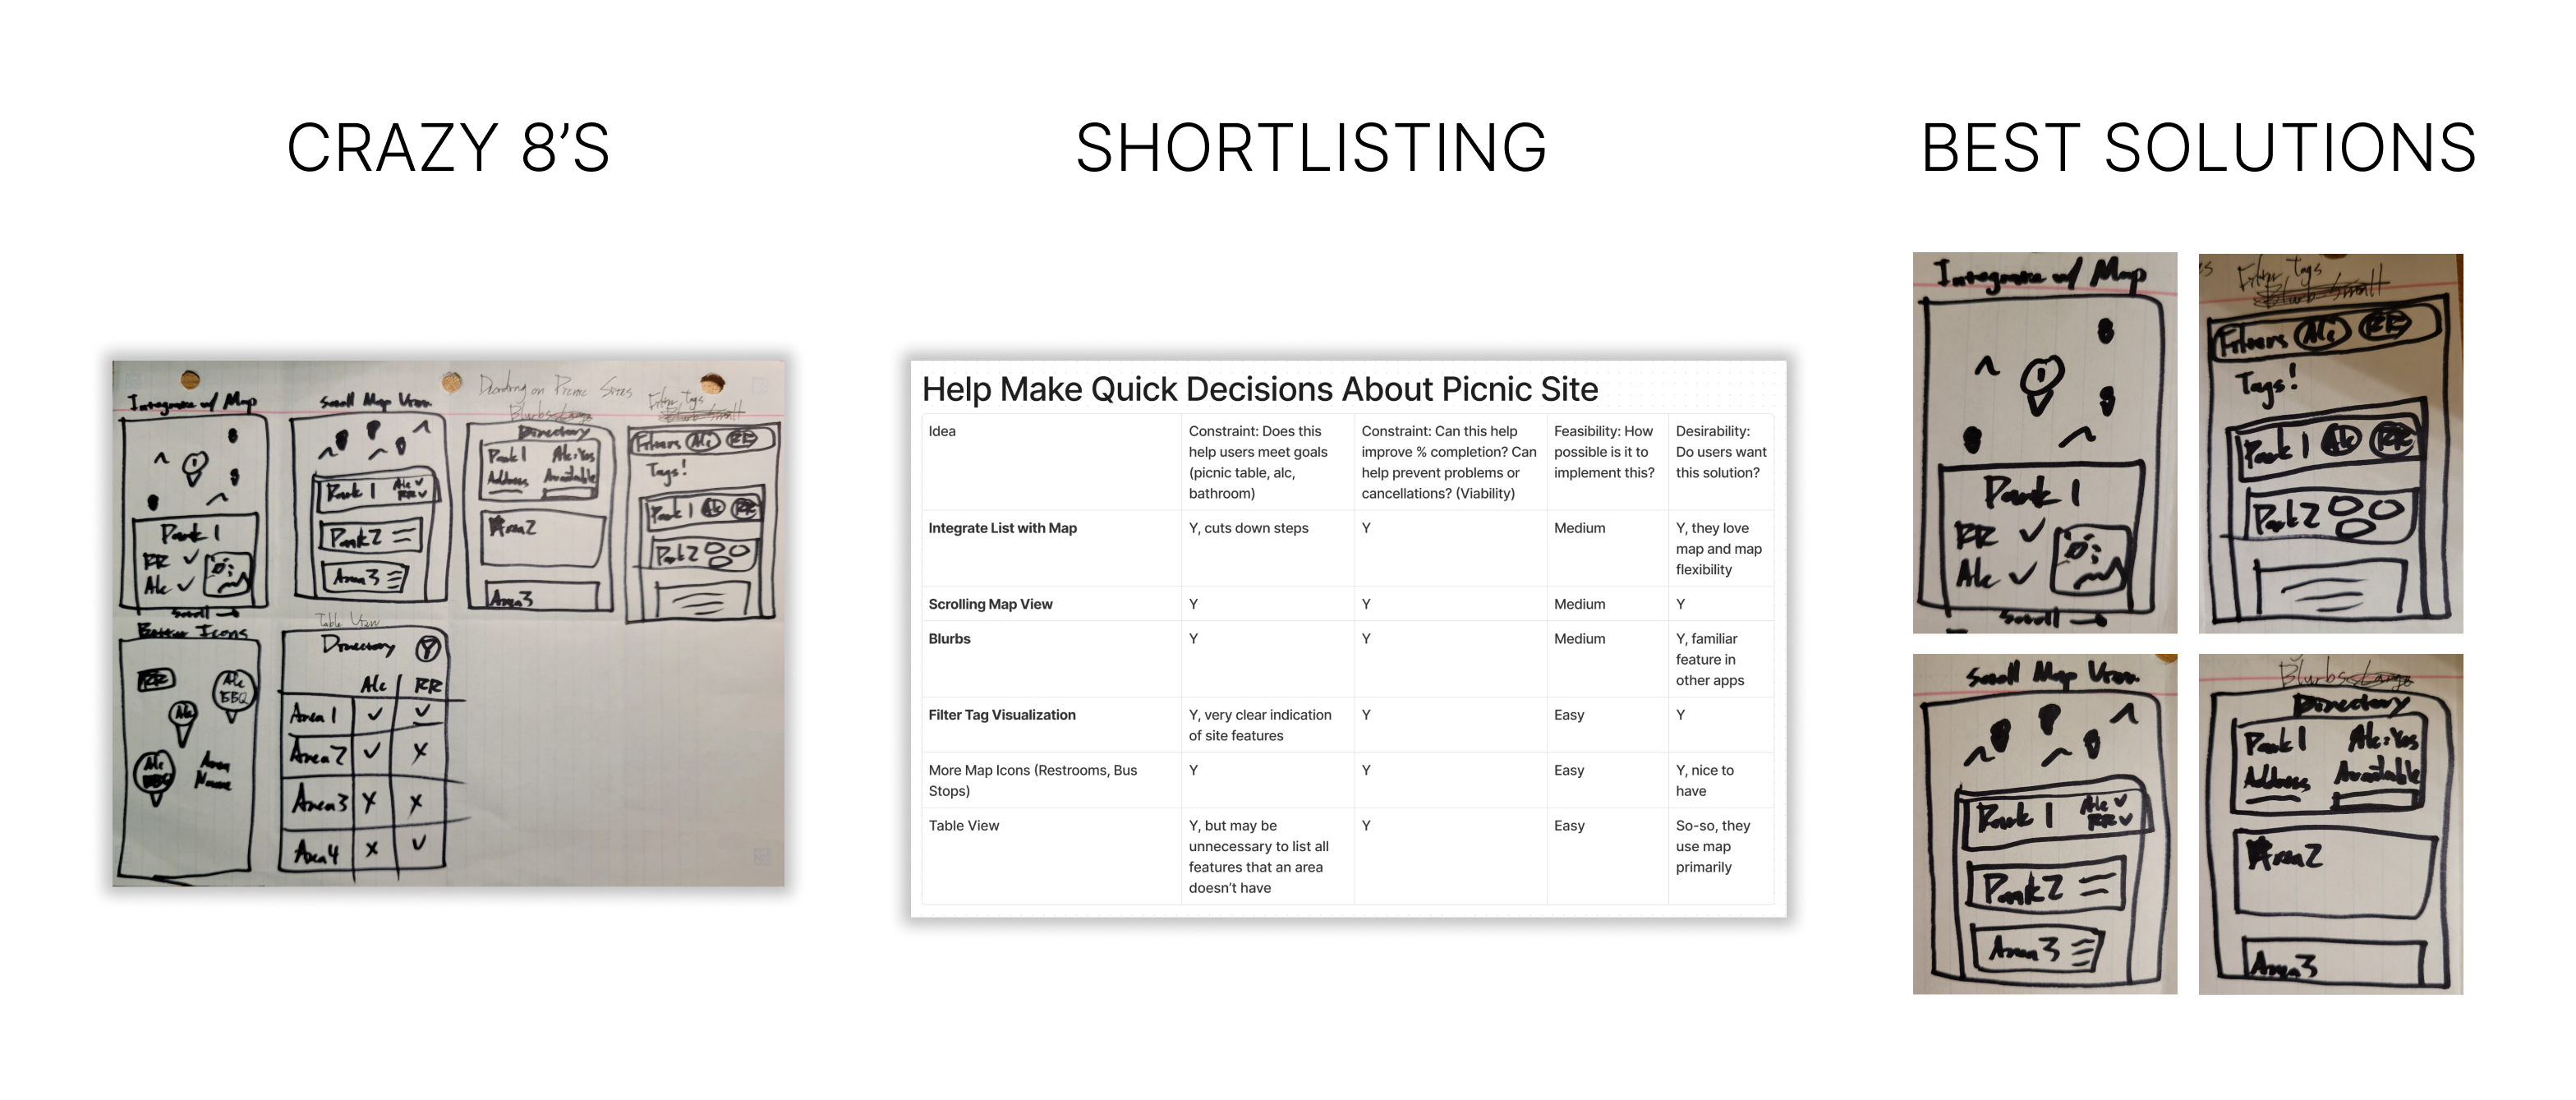 CRAZY 8’S
SHORTLISTING
BEST SOLUTIONS
Integrate w/ Map
Park 1
RR ✓
Alc ✓
Scroll →
Scroll Map View
Park 1 Alc ✓
RR ✓
Park 2
Area 3
Deciding on Picnic Sites
Blurbs Large
Directory
Park 1 Alc: Yes
Address Available
Area 2
Area 3
Filter Tags
Blurb Small
Filters Alc RR
Tags!
Park 1 Alc RR
Park 2
Better Icons
RR
Alc
BBQ
Alc
Alc
Area
Name
Table View
Directory Y
Alc RR
Area 1 ✓ ✓
Area 2 ✓ X
Area 3 X X
Area 4 X ✓
Help Make Quick Decisions About Picnic Site
Idea
Constraint: Does this
help users meet goals
(picnic table, alc,
bathroom)
Constraint: Can this help
improve % completion? Can
help prevent problems or
cancellations? (Viability)
Feasibility: How
possible is it to
implement this?
Desirability:
Do users want
this solution?
Integrate List with Map
Y, cuts down steps
Y
Medium
Y, they love
map and map
flexibility
Scrolling Map View
Y
Y
Medium
Y
Blurbs
Y
Y
Medium
Y, familiar
feature in
other apps
Filter Tag Visualization
Y, very clear indication
of site features
Y
Easy
Y
More Map Icons (Restrooms, Bus
Stops)
Y
Y
Easy
Y, nice to
have
Table View
Y, but may be
unnecessary to list all
features that an area
doesn’t have
Y
Easy
So-so, they
use map
primarily
Integrate w/ Map
Park 1
RR ✓
Alc ✓
Scroll →
Filter Tags
Blurb Small
Filters Alc RR
Tags!
Park 1 Alc RR
Park 2
Scroll Map View
Park 1 Alc ✓
RR ✓
Park 2
Area 3
Blurbs Large
Directory
Park 1 Alc: Yes
Address Available
Area 2
Area 3